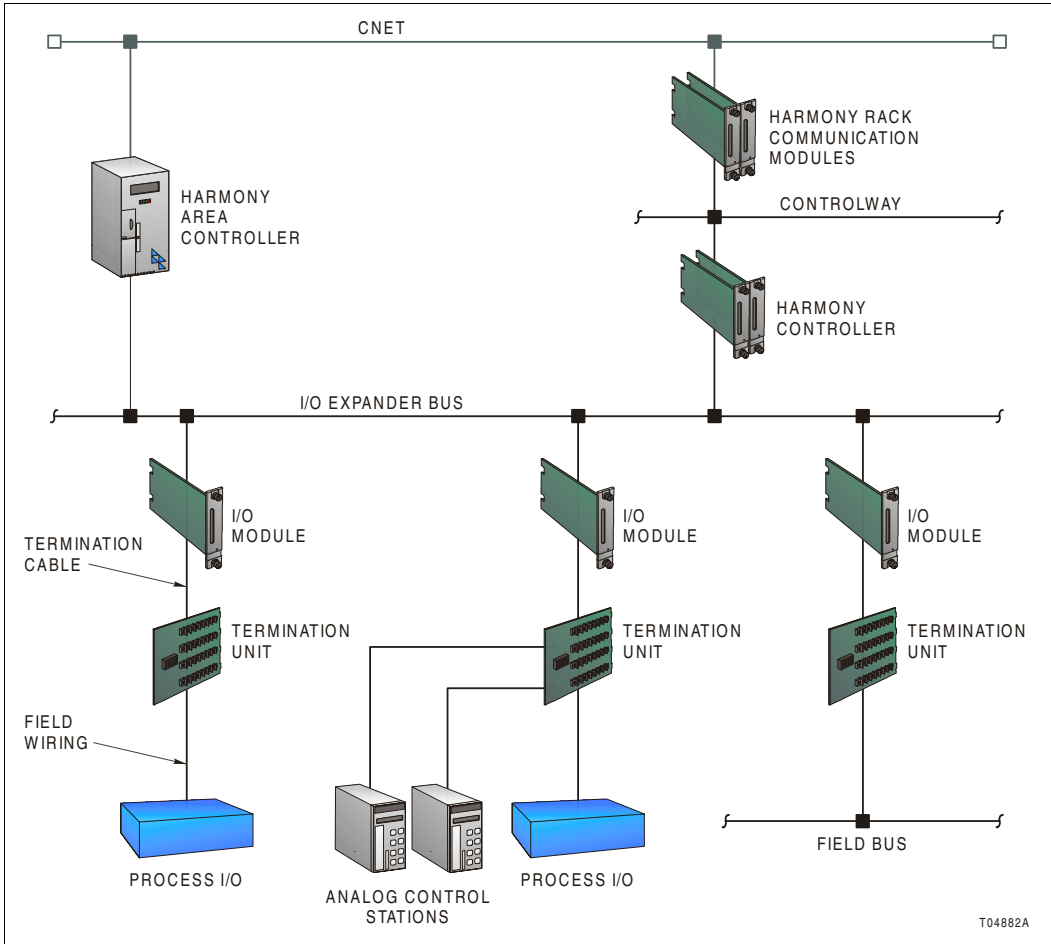 CNET
HARMONY RACK
COMMUNICATION
MODULES
HARMONY
AREA
CONTROLLER
CONTROLWAY
HARMONY
CONTROLLER
I/O EXPANDER BUS
I/O
MODULE
I/O
MODULE
I/O
MODULE
TERMINATION
CABLE
TERMINATION
UNIT
TERMINATION
UNIT
TERMINATION
UNIT
FIELD
WIRING
PROCESS I/O
ANALOG CONTROL
STATIONS
PROCESS I/O
FIELD BUS
T04882A